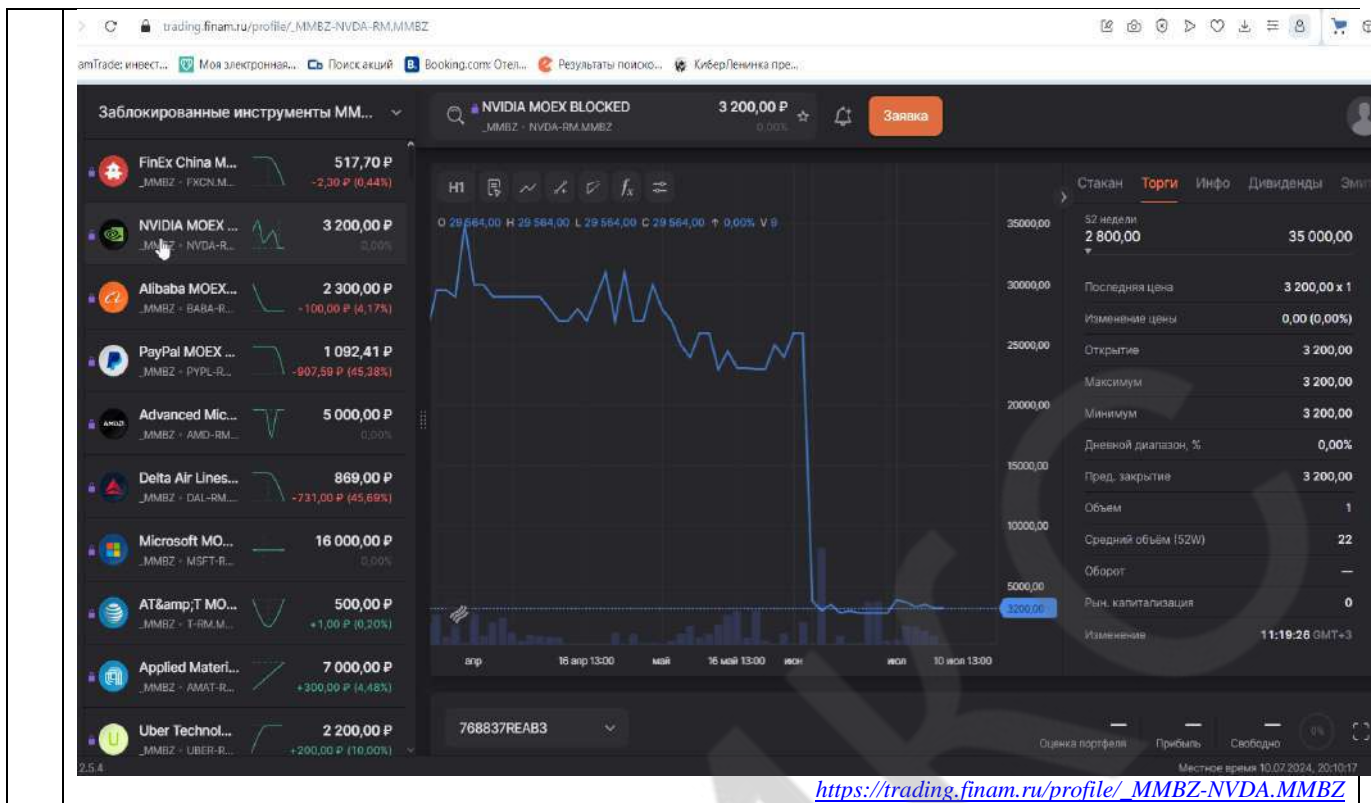 trading.finam.ru/profile/_MMBZ-NVDA-RM.MMBZ
amTrade: инвест... Моя электронная... Поиск акций Booking.com: Отел... Результаты поиско... КиберЛенинка пре...
Заблокированные инструменты MM...
NVIDIA MOEX BLOCKED 3 200,00 ₽
_MMBZ · NVDA-RM.MMBZ 0,00%
Заявка
FinEx China M... 517,70 ₽
_MMBZ · FXCN.M... -2,30 ₽ (0,44%)
NVIDIA MOEX ... 3 200,00 ₽
_MMBZ · NVDA-R... 0,00%
Alibaba MOEX... 2 300,00 ₽
_MMBZ · BABA-R... -100,00 ₽ (4,17%)
PayPal MOEX ... 1 092,41 ₽
_MMBZ · PYPL-R... -907,59 ₽ (45,38%)
AMD
Advanced Mic... 5 000,00 ₽
_MMBZ · AMD-RM... 0,00%
Delta Air Lines... 869,00 ₽
_MMBZ · DAL-RM.... -731,00 ₽ (45,69%)
Microsoft MO... 16 000,00 ₽
_MMBZ · MSFT-R... 0,00%
AT&amp;T MO... 500,00 ₽
_MMBZ · T-RM.M... +1,00 ₽ (0,20%)
Applied Materi... 7 000,00 ₽
_MMBZ · AMAT-R... +300,00 ₽ (4,48%)
Uber Technol... 2 200,00 ₽
_MMBZ · UBER-R... +200,00 ₽ (10,00%)
2.5.4
H1
O 29 564,00 H 29 564,00 L 29 564,00 C 29 564,00 ↑ 0,00% V 9
35000,00
30000,00
25000,00
20000,00
15000,00
10000,00
5000,00
3200,00
апр 16 апр 13:00 май 16 май 13:00 июн июл 10 июл 13:00
Стакан Торги Инфо Дивиденды
52 недели
2 800,00 35 000,00
Последняя цена 3 200,00 x 1
Изменение цены 0,00 (0,00%)
Открытие 3 200,00
Максимум 3 200,00
Минимум 3 200,00
Дневной диапазон, % 0,00%
Пред. закрытие 3 200,00
Объем 1
Средний объём (52W) 22
Оборот —
Рын. капитализация 0
Изменение 11:19:26 GMT+3
768837REAB3
— — — 0%
Оценка портфеля Прибыль Свободно
Местное время 10.07.2024, 20:10:17
https://trading.finam.ru/profile/_MMBZ-NVDA.MMBZ